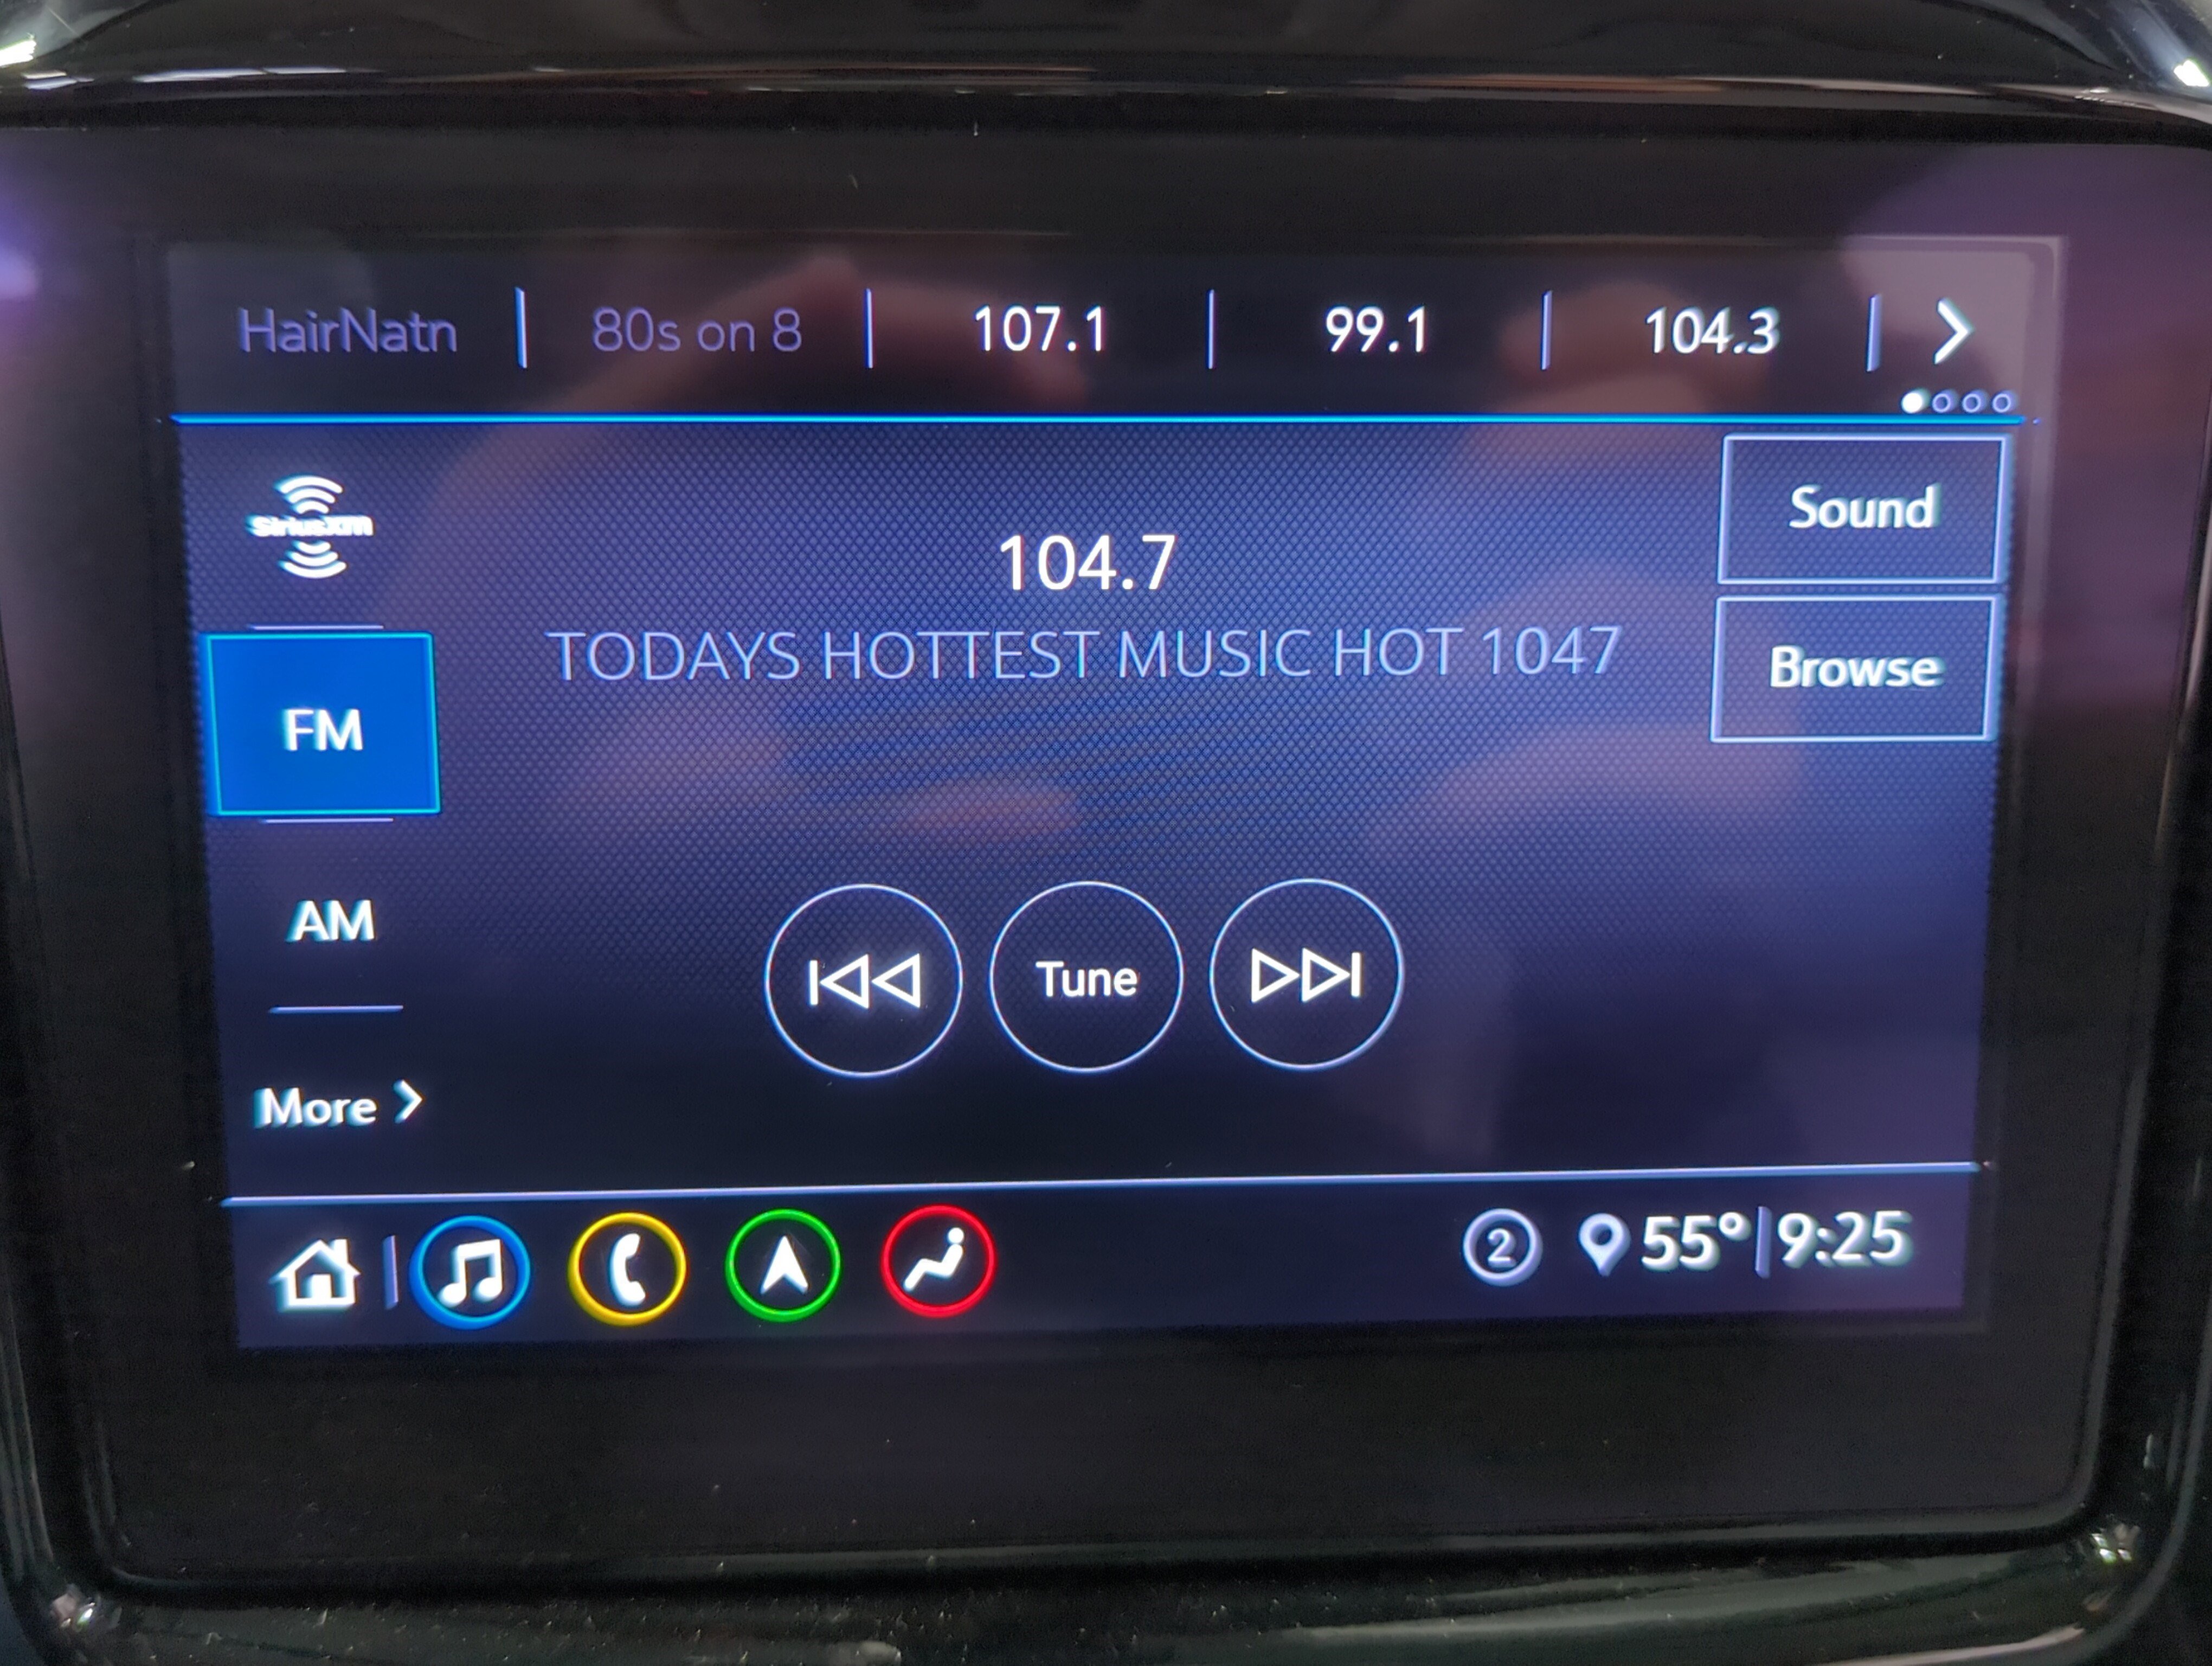 HairNatn | 80s on 8 | 107.1 | 99.1 | 104.3
SiriusXM
Sound
104.7
TODAYS HOTTEST MUSIC HOT 1047
Browse
FM
AM
Tune
More
2 55° 9:25